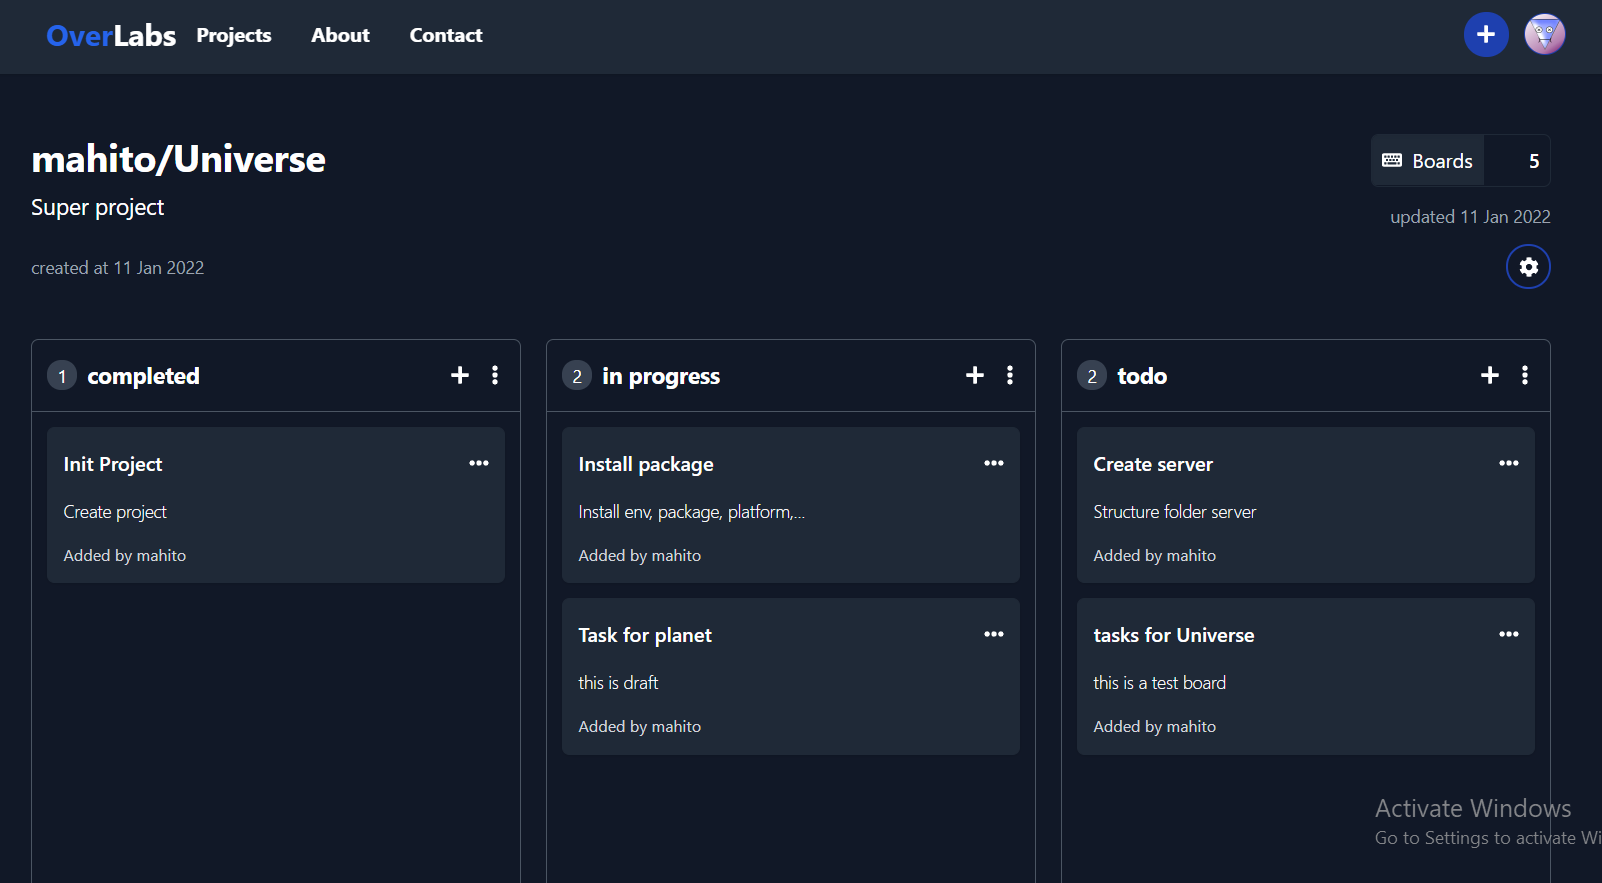 OverLabs Projects About Contact
mahito/Universe
Boards 5
Super project
updated 11 Jan 2022
created at 11 Jan 2022
1 completed
Init Project
Create project
Added by mahito
2 in progress
Install package
Install env, package, platform,...
Added by mahito
Task for planet
this is draft
Added by mahito
2 todo
Create server
Structure folder server
Added by mahito
tasks for Universe
this is a test board
Added by mahito
Activate Windows
Go to Settings to activate Wi